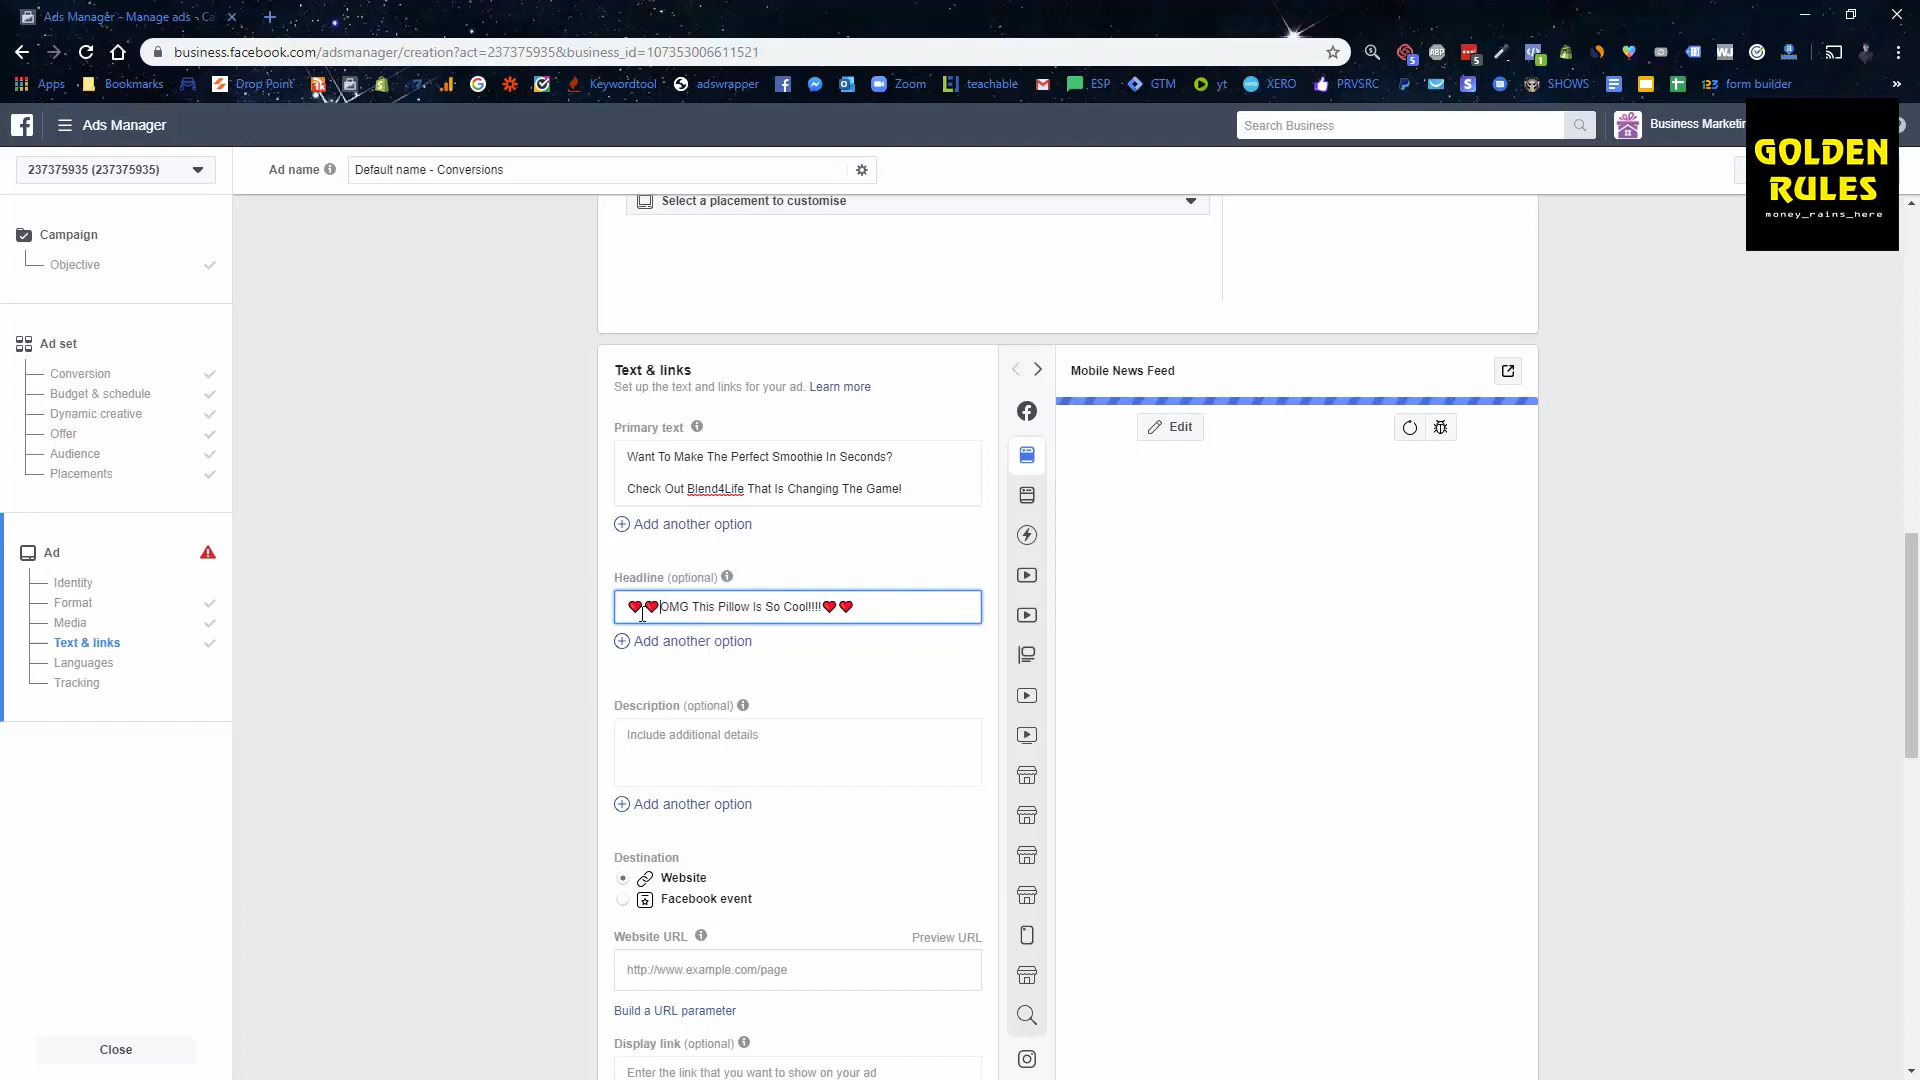 Ads Manager - Manage ads - Ca
business.facebook.com/adsmanager/creation?act=237375935&business_id=107353006611521
Apps
Bookmarks
Drop Point
Keywordtool
adswrapper
Zoom
teachable
ESP
GTM
yt
XERO
PRVSRC
SHOWS
form builder
Ads Manager
Search Business
Business Marketin
GOLDEN
RULES
money_rains_here
237375935 (237375935)
Ad name
Default name - Conversions
Select a placement to customise
Campaign
Objective
Ad set
Conversion
Budget & schedule
Dynamic creative
Offer
Audience
Placements
Ad
Identity
Format
Media
Text & links
Languages
Tracking
Close
Text & links
Set up the text and links for your ad. Learn more
Primary text
Want To Make The Perfect Smoothie In Seconds?
Check Out Blend4Life That Is Changing The Game!
Add another option
Headline (optional)
❤❤OMG This Pillow Is So Cool!!!!❤❤
Add another option
Description (optional)
Include additional details
Add another option
Destination
Website
Facebook event
Website URL
Preview URL
http://www.example.com/page
Build a URL parameter
Display link (optional)
Enter the link that you want to show on your ad
Mobile News Feed
Edit